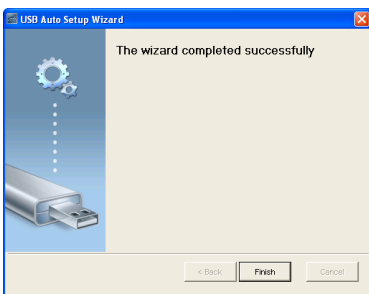 USB Auto Setup Wizard
The wizard completed successfully
< Back Finish Cancel